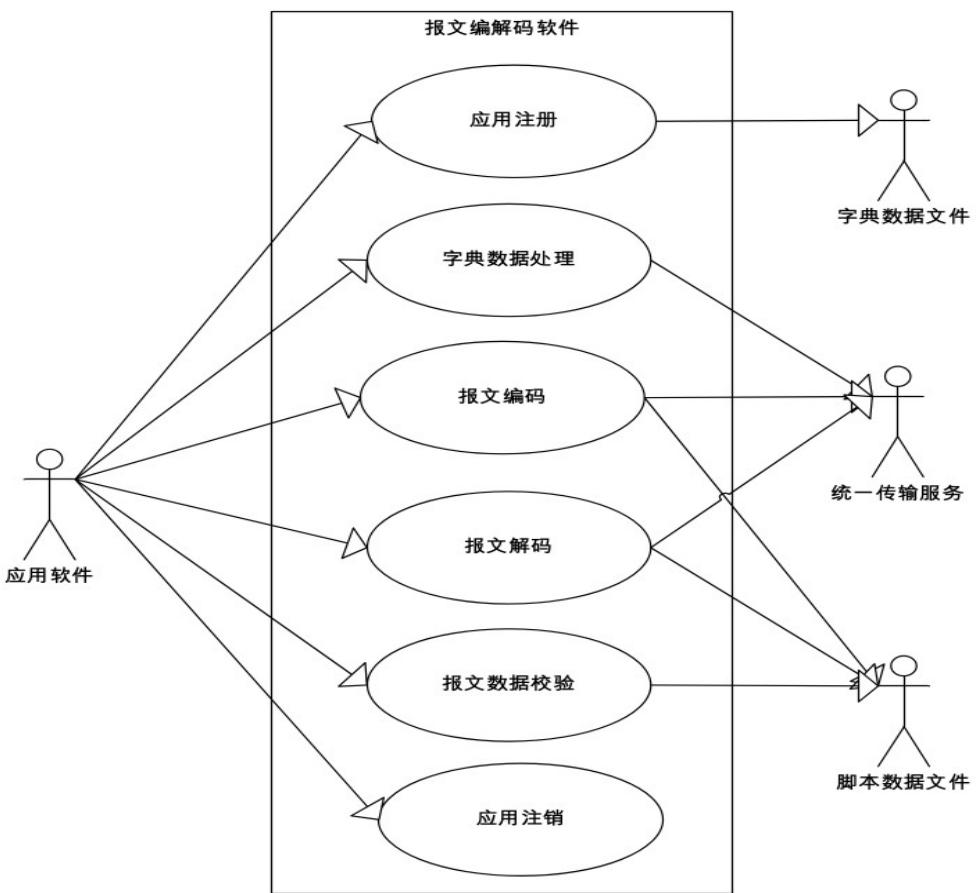 报文编解码软件
应用注册
字典数据文件
字典数据处理
报文编码
统一传输服务
报文解码
应用软件
报文数据校验
脚本数据文件
应用注销